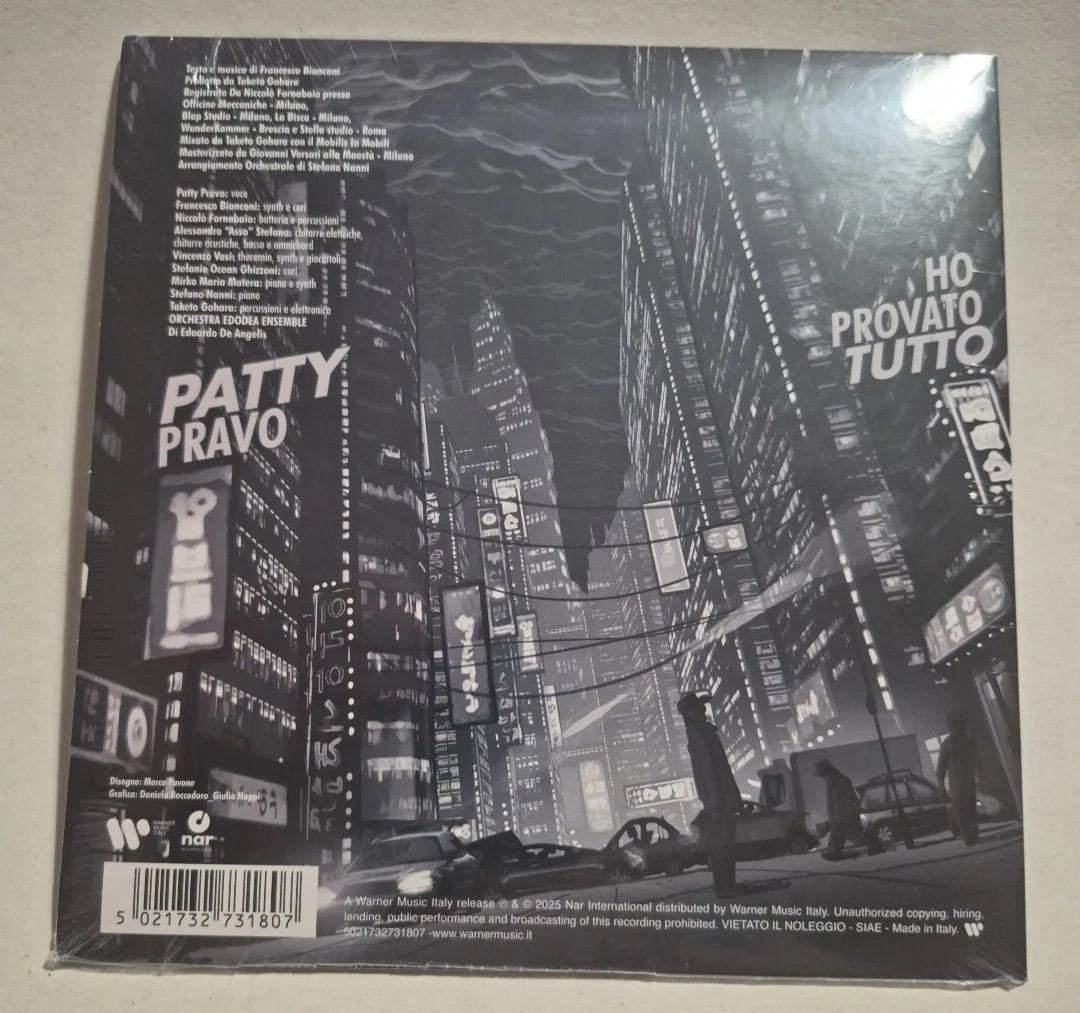 Testo e musica di Francesco Bianconi
Prodotto da Taketo Gohara
Registrato Da Niccolò Fornabaio presso
Officine Meccaniche - Milano,
Blap Studio - Milano, La Bisca - Milano,
WunderKammer - Brescia e Stella studio - Roma
Mixato da Taketo Gohara con il Mobilis In Mobili
Masterizzato da Giovanni Versari alla Maestà - Milano
Arrangiamento Orchestrale di Stefano Nanni
Patty Pravo: voce
Francesco Bianconi: synth e cori
Niccolò Fornabaio: batteria e percussioni
Alessandro "Asso" Stefana: chitarre elettriche,
chitarre acustiche, basso e omnichord
Vincenzo Vasi: theremin, synth e giocattoli
Stefanie Ocean Ghizzoni: cori
Mirko Maria Matera: piano e synth
Stefano Nanni: piano
Taketo Gohara: percussioni e elettronica
ORCHESTRA EDODEA ENSEMBLE
Di Edoardo De Angelis
PATTY
PRAVO
HO
PROVATO
TUTTO
Disegno: Marco Pavone
Grafica: Daniela Boccadoro_Giulia Nappi
WARNER
MUSIC
ITALY
nar
5 021732 731807
A Warner Music Italy release ℗ & © 2025 Nar International distributed by Warner Music Italy. Unauthorized copying, hiring,
lending, public performance and broadcasting of this recording prohibited. VIETATO IL NOLEGGIO - SIAE - Made in Italy.
5021732731807 -www.warnermusic.it